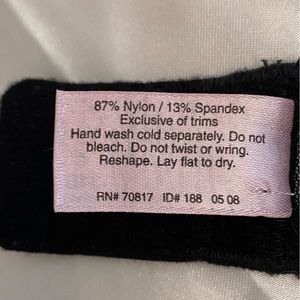 87% Nylon / 13% Spandex
Exclusive of trims
Hand wash cold separately. Do not
bleach. Do not twist or wring.
Reshape. Lay flat to dry.
RN# 70817 ID# 188 05 08